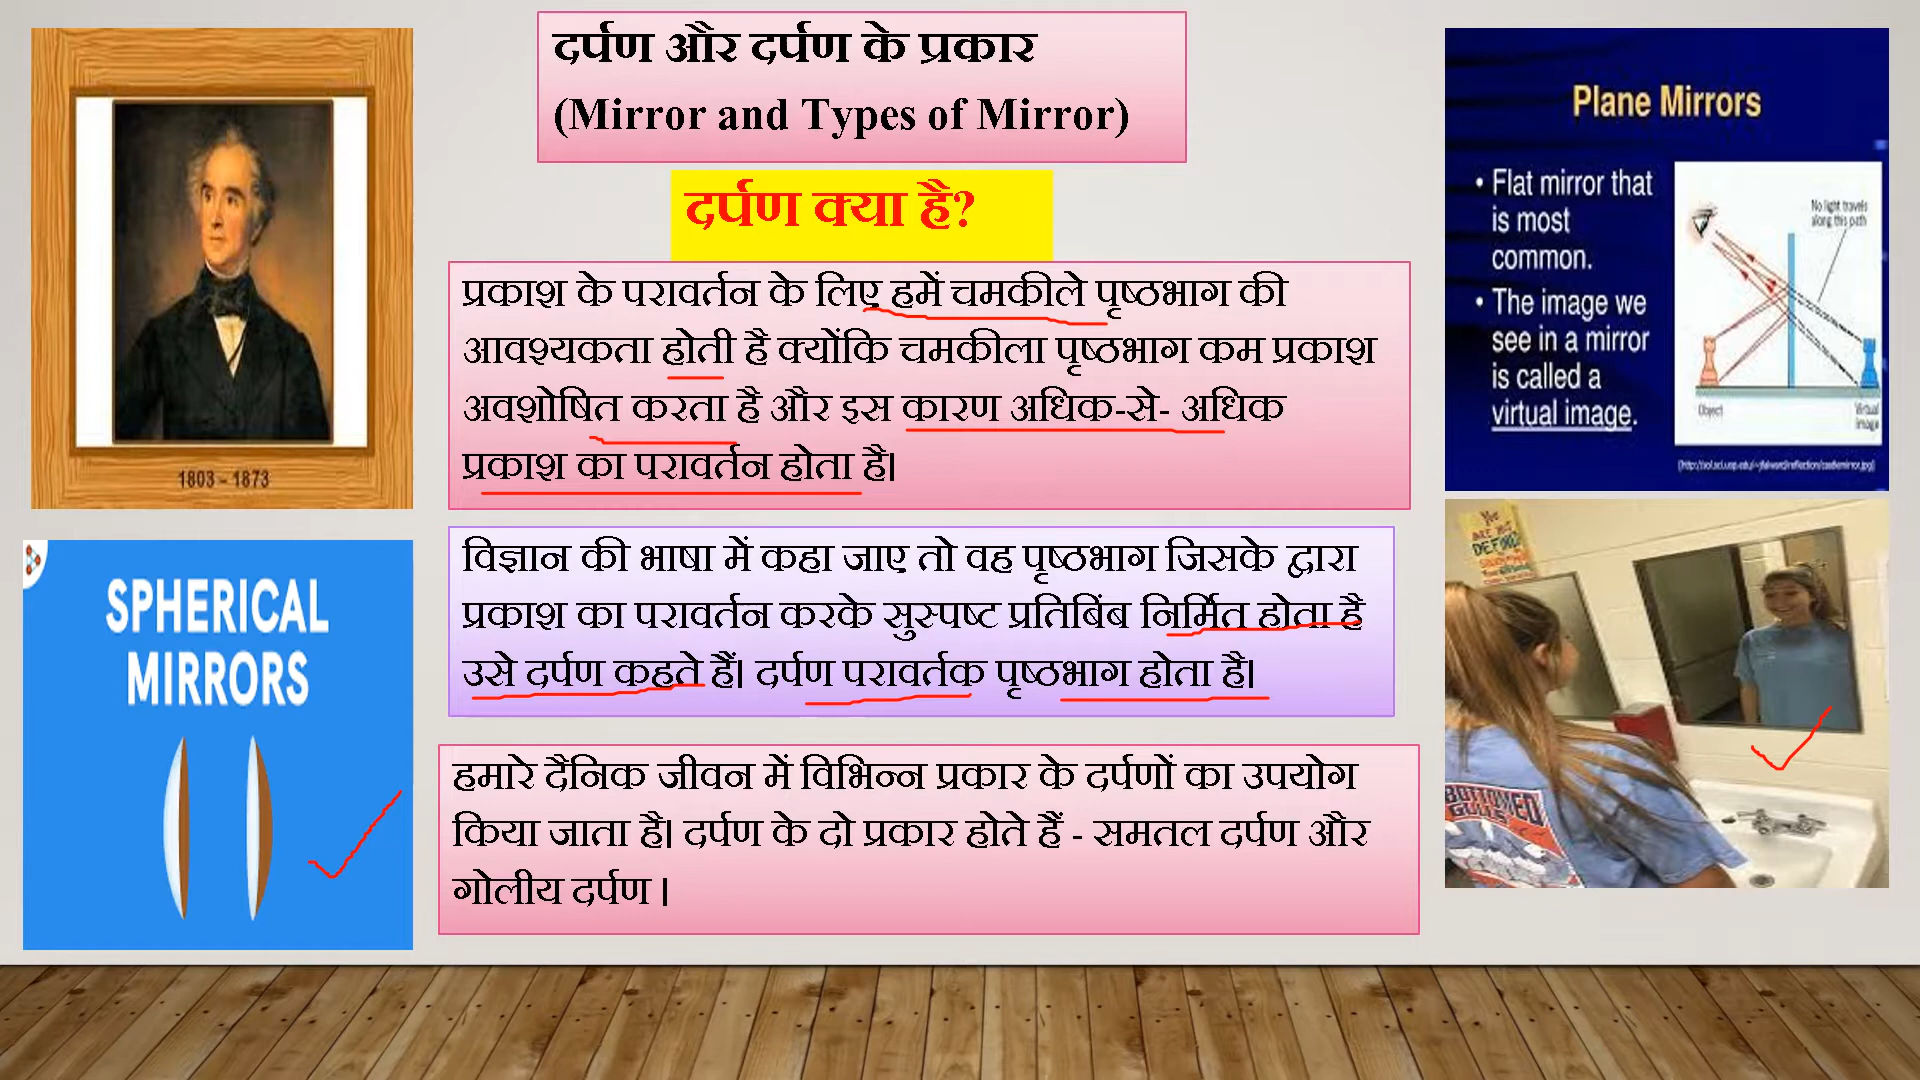 दर्पण और दर्पण के प्रकार
(Mirror and Types of Mirror)
दर्पण क्या है?
प्रकाश के परावर्तन के लिए हमें चमकीले पृष्ठभाग की
आवश्यकता होती है क्योंकि चमकीला पृष्ठभाग कम प्रकाश
अवशोषित करता है और इस कारण अधिक-से- अधिक
प्रकाश का परावर्तन होता है।
विज्ञान की भाषा में कहा जाए तो वह पृष्ठभाग जिसके द्वारा
प्रकाश का परावर्तन करके सुस्पष्ट प्रतिबिंब निर्मित होता है
उसे दर्पण कहते हैं। दर्पण परावर्तक पृष्ठभाग होता है।
हमारे दैनिक जीवन में विभिन्न प्रकार के दर्पणों का उपयोग
किया जाता है। दर्पण के दो प्रकार होते हैं - समतल दर्पण और
गोलीय दर्पण ।
1803 - 1873
SPHERICAL
MIRRORS
Plane Mirrors
• Flat mirror that
is most
common.
• The image we
see in a mirror
is called a
virtual image.
No light travels
along this path
Object
Virtual
Image
YOU
ARE